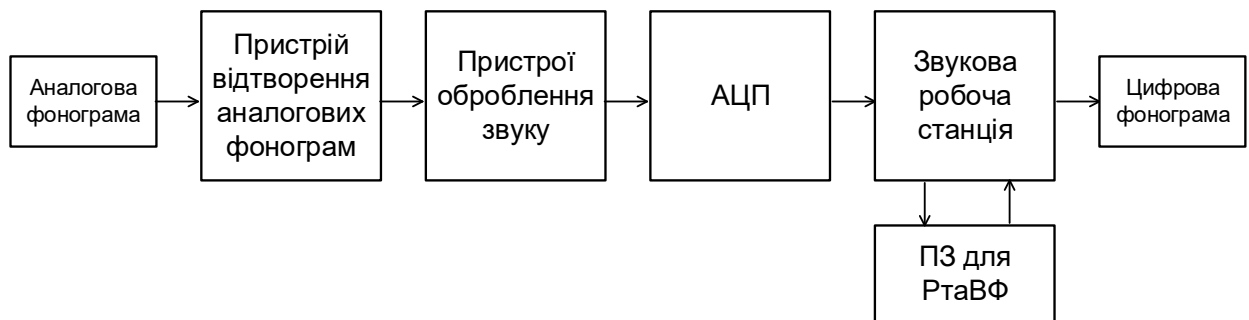 Аналогова
фонограма
Пристрій
відтворення
аналогових
фонограм
Пристрої
оброблення
звуку
АЦП
Звукова
робоча
станція
Цифрова
фонограма
ПЗ для
РтаВФ